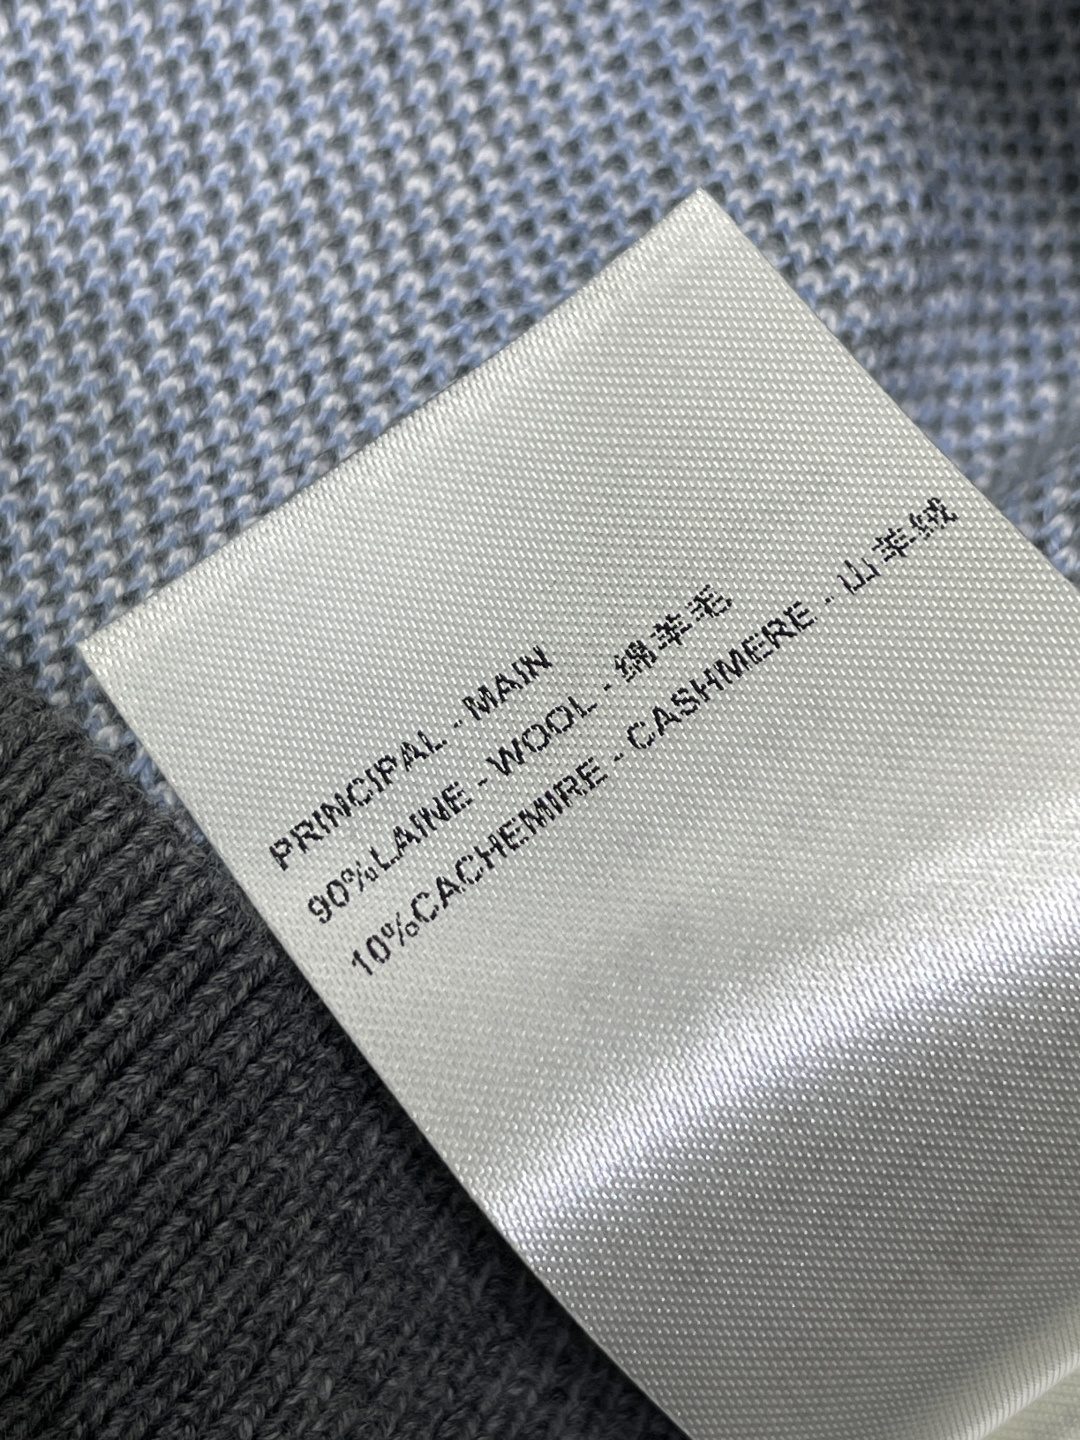 PRINCIPAL - MAIN
90%LAINE - WOOL - 绵羊毛
10%CACHEMIRE - CASHMERE - 山羊绒